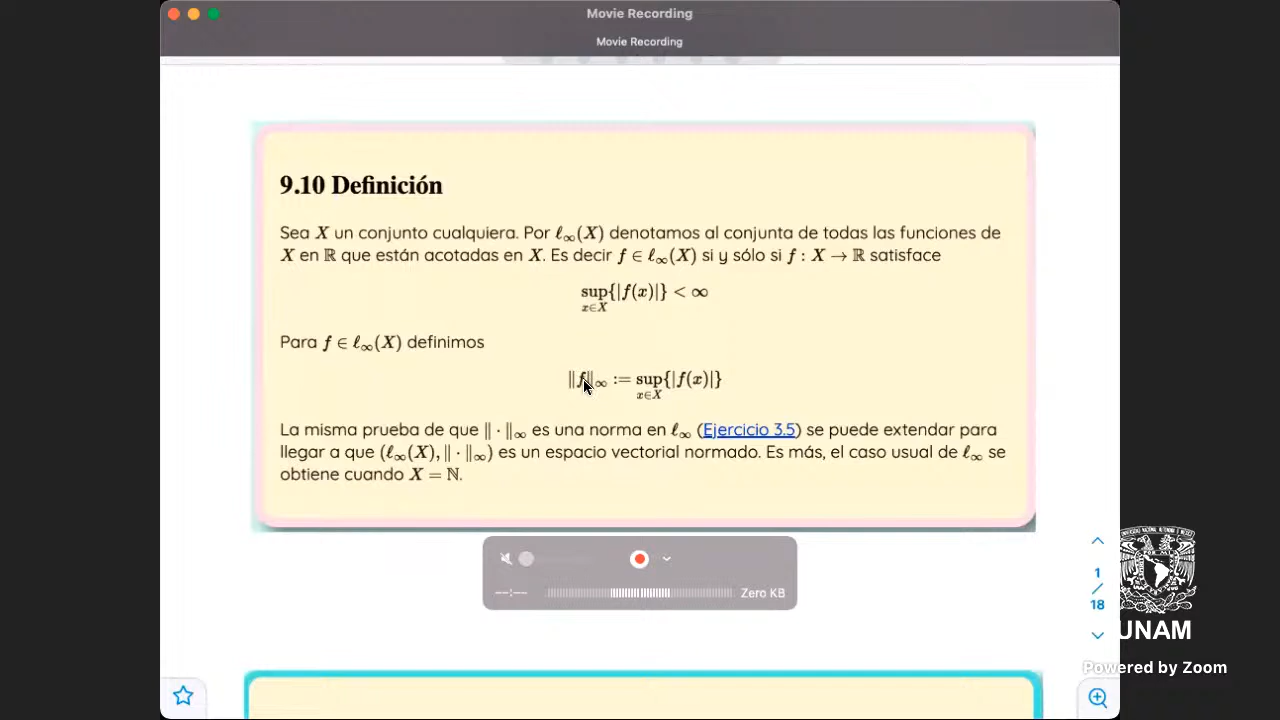 Movie Recording
Movie Recording
9.10 Definición
Sea X un conjunto cualquiera. Por ℓ∞(X) denotamos al conjunta de todas las funciones de
X en ℝ que están acotadas en X. Es decir f ∈ ℓ∞(X) si y sólo si f : X → ℝ satisface
sup{|f(x)|} < ∞
x∈X
Para f ∈ ℓ∞(X) definimos
‖f‖∞ := sup{|f(x)|}
x∈X
La misma prueba de que ‖ · ‖∞ es una norma en ℓ∞ (Ejercicio 3.5) se puede extendar para
llegar a que (ℓ∞(X), ‖ · ‖∞) es un espacio vectorial normado. Es más, el caso usual de ℓ∞ se
obtiene cuando X = ℕ.
--:--
Zero KB
1
/
18
UNAM
Powered by Zoom